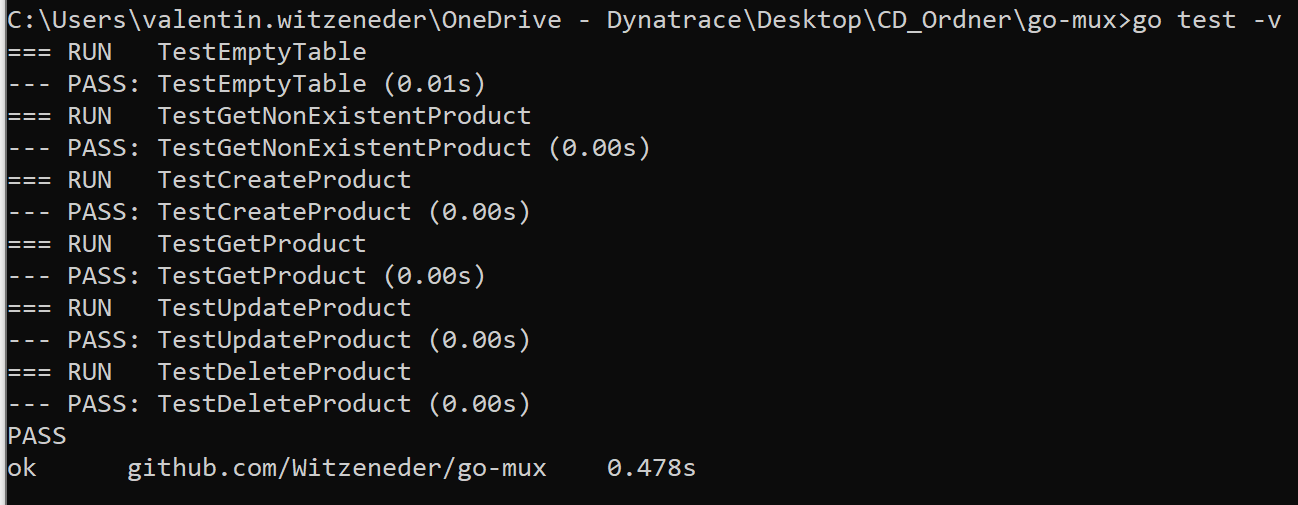 C:\Users\valentin.witzeneder\OneDrive - Dynatrace\Desktop\CD_Ordner\go-mux>go test -v
=== RUN   TestEmptyTable
--- PASS: TestEmptyTable (0.01s)
=== RUN   TestGetNonExistentProduct
--- PASS: TestGetNonExistentProduct (0.00s)
=== RUN   TestCreateProduct
--- PASS: TestCreateProduct (0.00s)
=== RUN   TestGetProduct
--- PASS: TestGetProduct (0.00s)
=== RUN   TestUpdateProduct
--- PASS: TestUpdateProduct (0.00s)
=== RUN   TestDeleteProduct
--- PASS: TestDeleteProduct (0.00s)
PASS
ok      github.com/Witzeneder/go-mux    0.478s